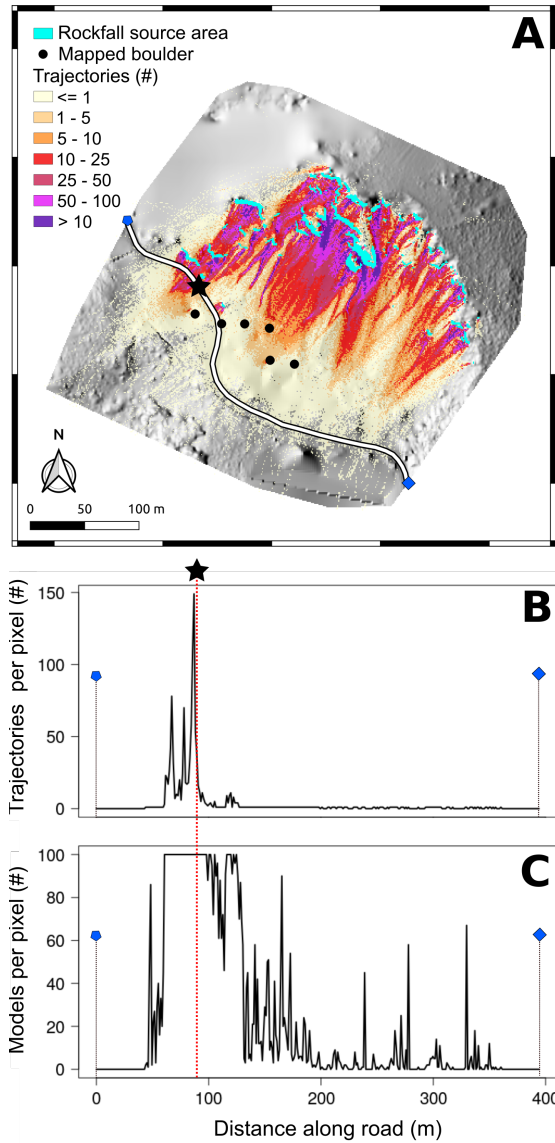 A
Rockfall source area
Mapped boulder
Trajectories (#)
<= 1
1 - 5
5 - 10
10 - 25
25 - 50
50 - 100
> 10
N
0 50 100 m
B
Trajectories per pixel (#)
150
100
50
0
C
Models per pixel (#)
100
80
60
40
20
0
0 100 200 300 400
Distance along road (m)